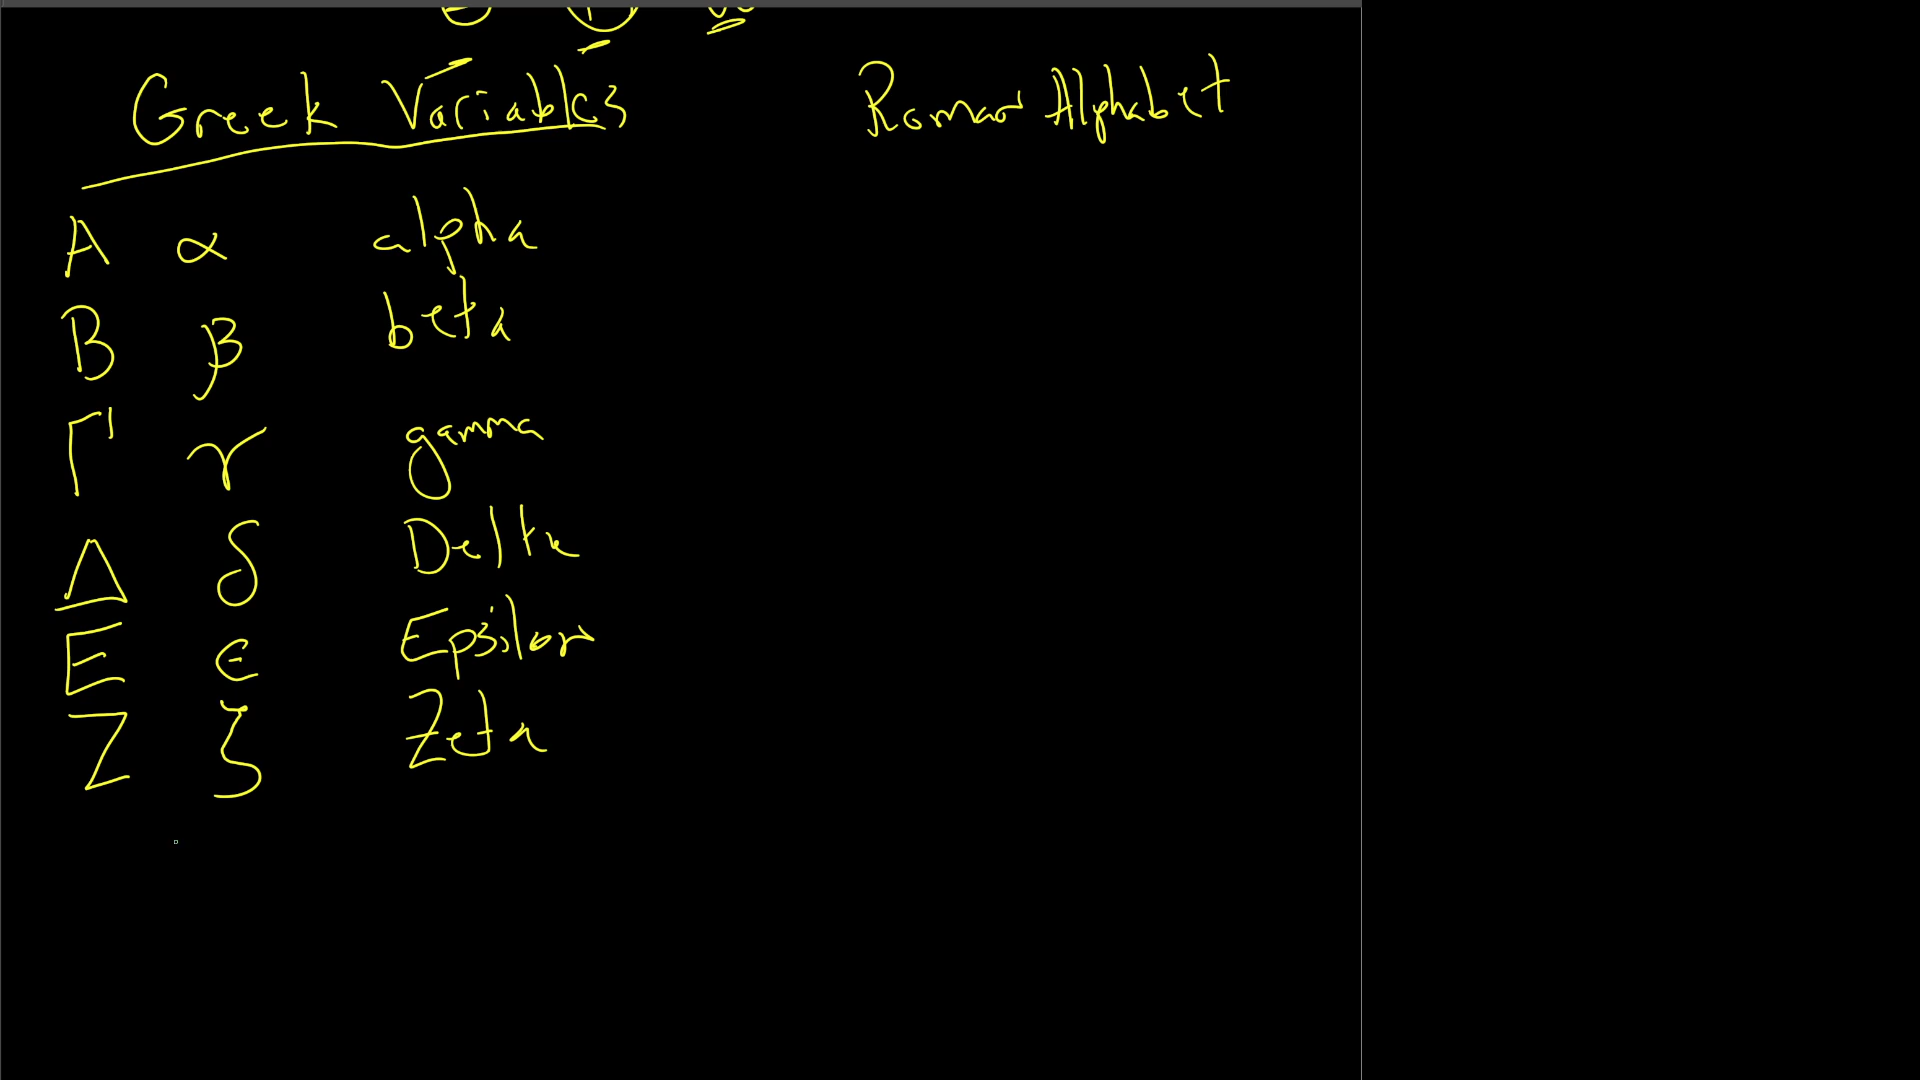 Greek Variables Roman Alphabet
Α α alpha
Β β beta
Γ γ gamma
Δ δ Delta
Ε ϵ Epsilon
Ζ ζ Zeta